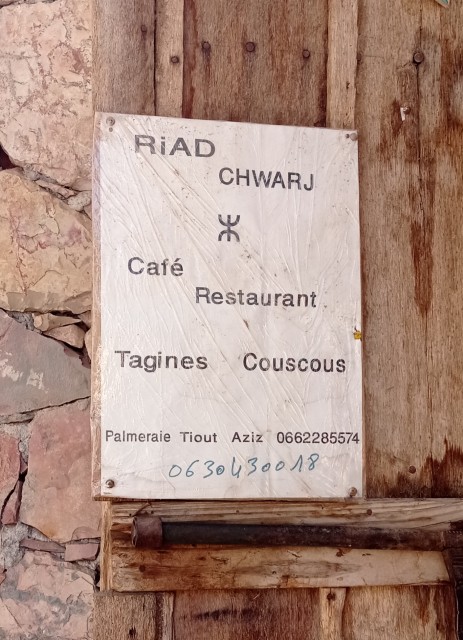 RiAD
CHWARJ
ⵣ
Café
Restaurant
Tagines Couscous
Palmeraie Tiout Aziz 0662285574
0630430018